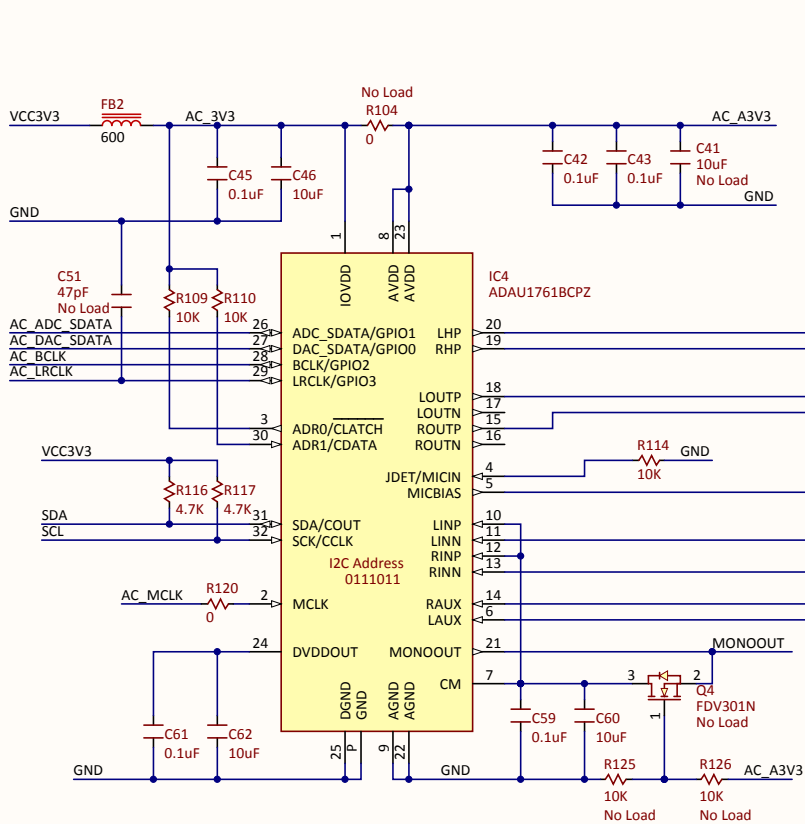 No Load
FB2
R104
VCC3V3
AC_3V3
AC_A3V3
600
0
C45
0.1uF
C46
10uF
C42
0.1uF
C43
0.1uF
C41
10uF
No Load
GND
GND
1
8
23
IOVDD
AVDD
AVDD
IC4
ADAU1761BCPZ
C51
47pF
No Load
R109
10K
R110
10K
AC_ADC_SDATA
26
ADC_SDATA/GPIO1
LHP
20
AC_DAC_SDATA
27
DAC_SDATA/GPIO0
RHP
19
AC_BCLK
28
BCLK/GPIO2
AC_LRCLK
29
LRCLK/GPIO3
LOUTP
18
LOUTN
17
3
ADR0/CLATCH
ROUTP
15
30
ADR1/CDATA
ROUTN
16
VCC3V3
R114
10K
GND
JDET/MICIN
4
MICBIAS
5
R116
4.7K
R117
4.7K
SDA
31
SDA/COUT
LINP
10
SCL
32
SCK/CCLK
LINN
11
RINP
12
I2C Address
0111011
RINN
13
AC_MCLK
R120
0
2
MCLK
RAUX
14
LAUX
6
24
DVDDOUT
MONOOUT
21
MONOOUT
CM
7
3
2
1
Q4
FDV301N
No Load
DGND
GND
AGND
AGND
C61
0.1uF
C62
10uF
C59
0.1uF
C60
10uF
25
P
9
22
GND
GND
R125
10K
No Load
R126
10K
No Load
AC_A3V3